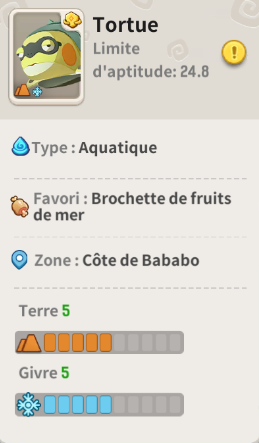 Tortue
Limite
d'aptitude: 24.8
Type : Aquatique
Favori : Brochette de fruits
de mer
Zone : Côte de Bababo
Terre 5
Givre 5